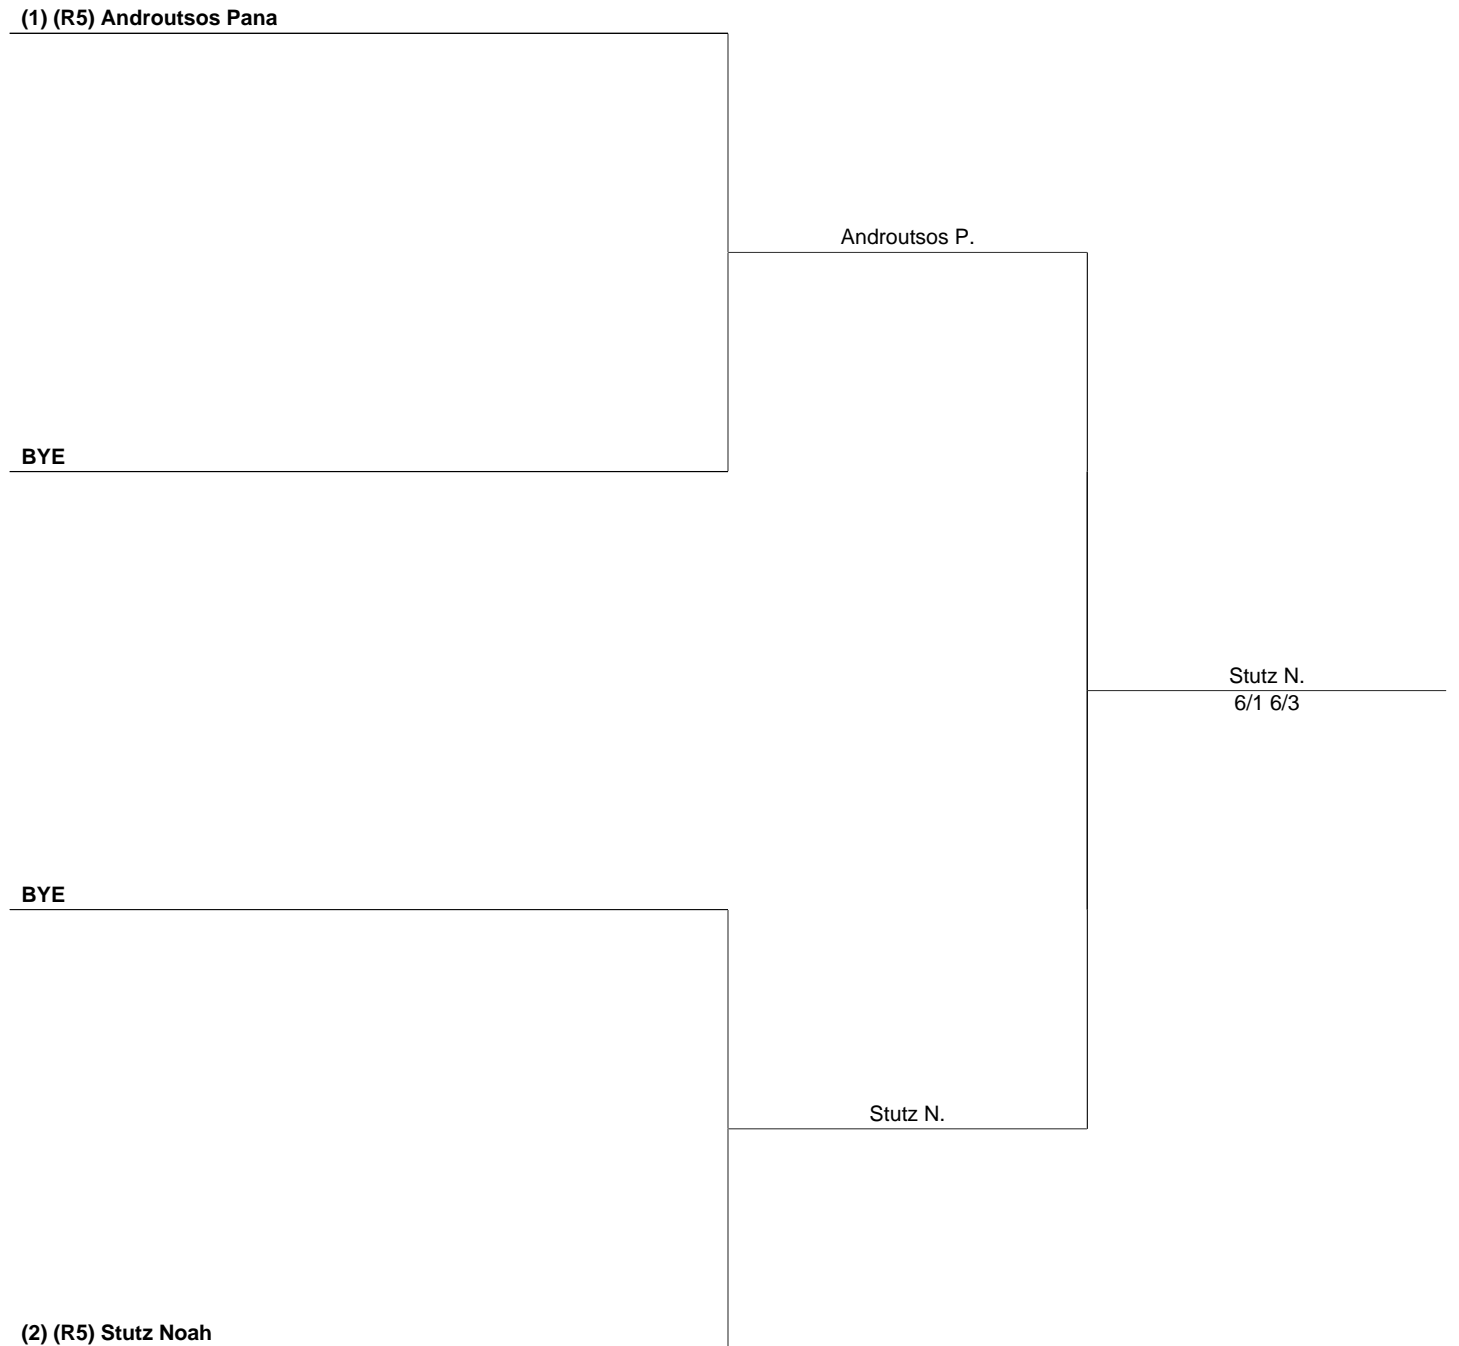 (1) (R5) Androutsos Pana
Androutsos P.
BYE
Stutz N.
6/1 6/3
BYE
Stutz N.
(2) (R5) Stutz Noah